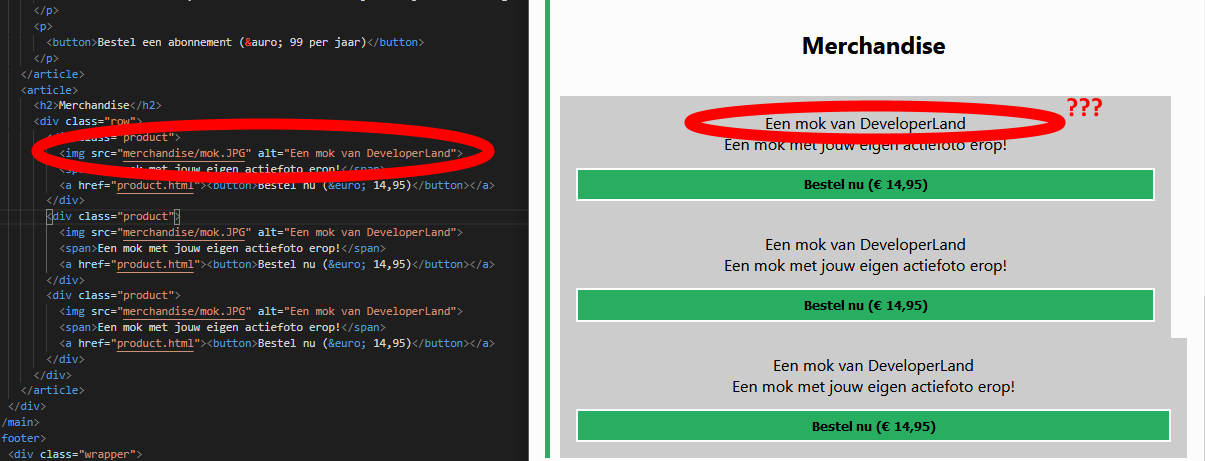 </p>
<p>
<button>Bestel een abonnement (&auro; 99 per jaar)</button>
</p>
</article>
<article>
<h2>Merchandise</h2>
<div class="row">
class="product">
<img src="merchandise/mok.JPG" alt="Een mok van DeveloperLand">
mok met jouw eigen actiefoto erop!</span>
<a href="product.html"><button>Bestel nu (&euro; 14,95)</button></a>
</div>
<div class="product">
<img src="merchandise/mok.JPG" alt="Een mok van DeveloperLand">
<span>Een mok met jouw eigen actiefoto erop!</span>
<a href="product.html"><button>Bestel nu (&euro; 14,95)</button></a>
</div>
<div class="product">
<img src="merchandise/mok.JPG" alt="Een mok van DeveloperLand">
<span>Een mok met jouw eigen actiefoto erop!</span>
<a href="product.html"><button>Bestel nu (&euro; 14,95)</button></a>
</div>
</div>
</article>
</div>
/main>
footer>
<div class="wrapper">
Merchandise
???
Een mok van DeveloperLand
Een mok met jouw eigen actiefoto erop!
Bestel nu (€ 14,95)
Een mok van DeveloperLand
Een mok met jouw eigen actiefoto erop!
Bestel nu (€ 14,95)
Een mok van DeveloperLand
Een mok met jouw eigen actiefoto erop!
Bestel nu (€ 14,95)